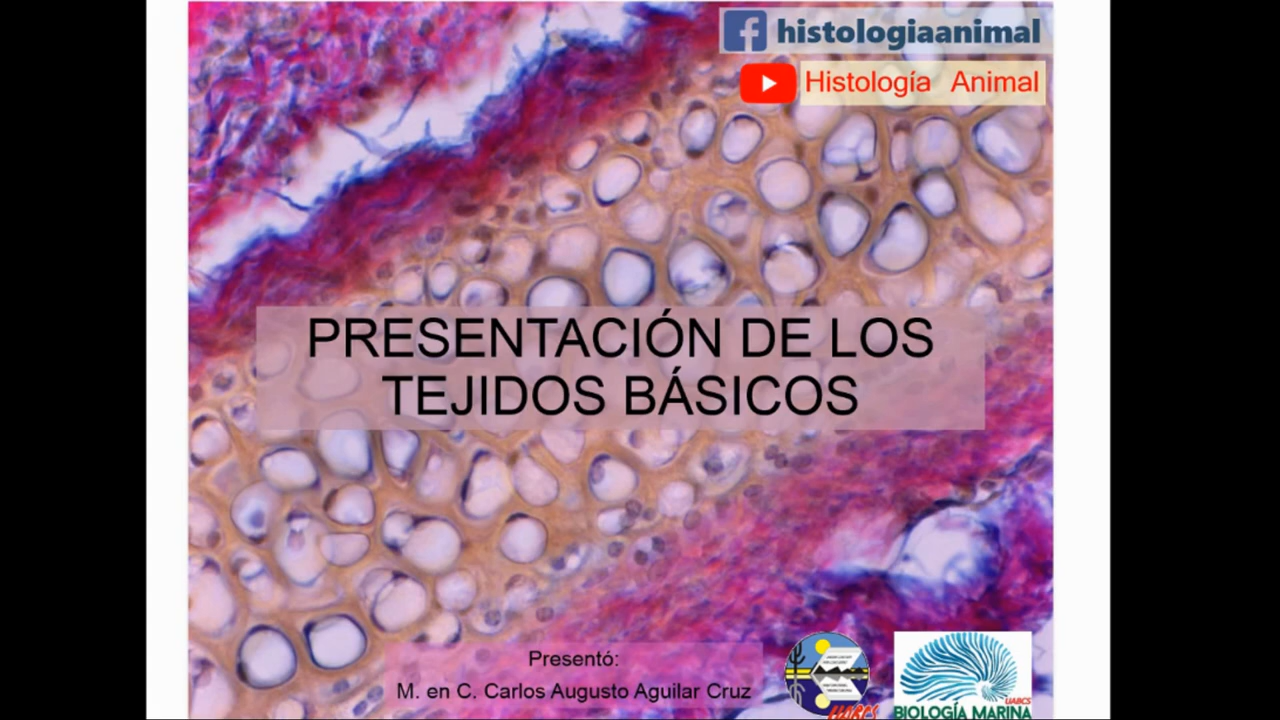 histologiaanimal
Histología Animal
PRESENTACIÓN DE LOS
TEJIDOS BÁSICOS
Presentó:
M. en C. Carlos Augusto Aguilar Cruz
UABCS
UABCS
BIOLOGÍA MARINA